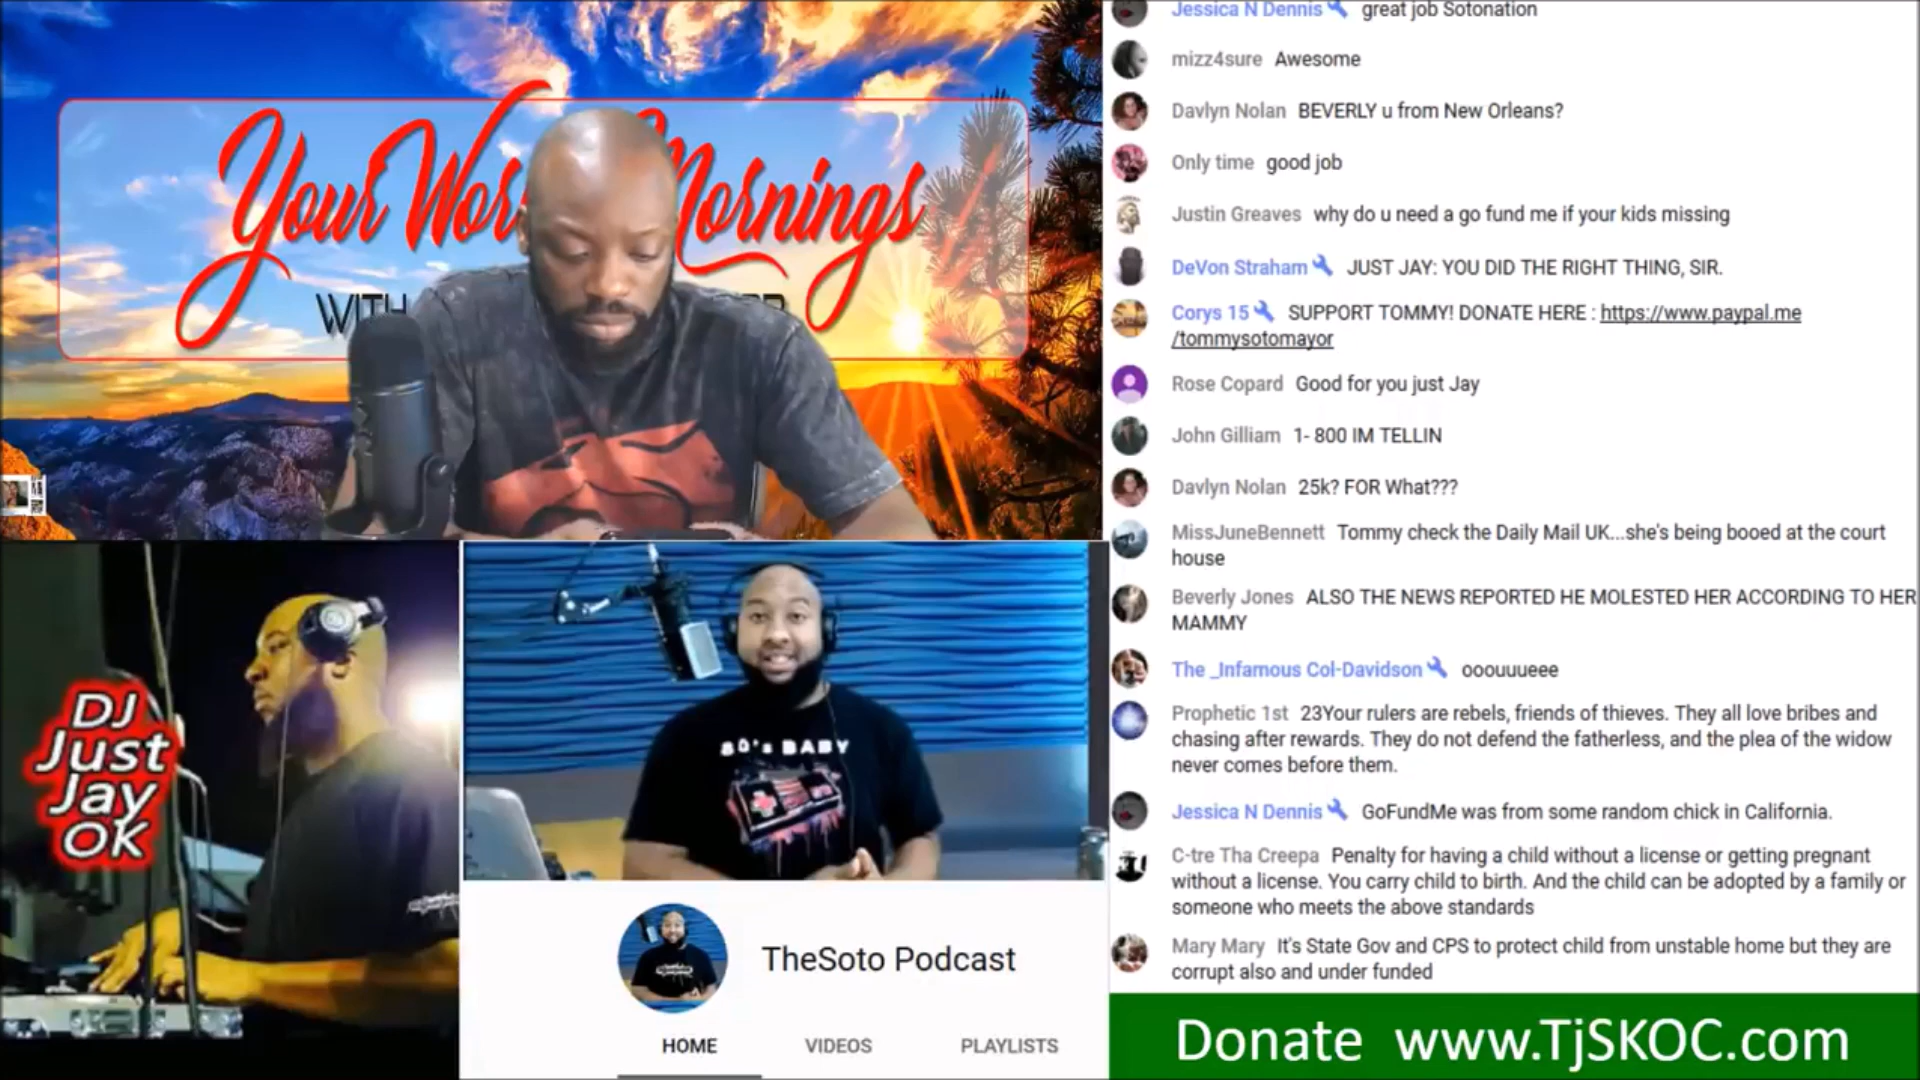 Your Wor Mornings
WITH
DJ
Just
Jay
OK
80's BABY
TheSoto Podcast
HOME VIDEOS PLAYLISTS
Jessica N Dennis great job Sotonation
mizz4sure Awesome
Davlyn Nolan BEVERLY u from New Orleans?
Only time good job
Justin Greaves why do u need a go fund me if your kids missing
DeVon Straham JUST JAY: YOU DID THE RIGHT THING, SIR.
Corys 15 SUPPORT TOMMY! DONATE HERE : https://www.paypal.me
/tommysotomayor
Rose Copard Good for you just Jay
John Gilliam 1- 800 IM TELLIN
Davlyn Nolan 25k? FOR What???
MissJuneBennett Tommy check the Daily Mail UK...she's being booed at the court
house
Beverly Jones ALSO THE NEWS REPORTED HE MOLESTED HER ACCORDING TO HER
MAMMY
The _Infamous Col-Davidson ooouuueee
Prophetic 1st 23Your rulers are rebels, friends of thieves. They all love bribes and
chasing after rewards. They do not defend the fatherless, and the plea of the widow
never comes before them.
Jessica N Dennis GoFundMe was from some random chick in California.
C-tre Tha Creepa Penalty for having a child without a license or getting pregnant
without a license. You carry child to birth. And the child can be adopted by a family or
someone who meets the above standards
Mary Mary It's State Gov and CPS to protect child from unstable home but they are
corrupt also and under funded
Donate www.TjSKOC.com